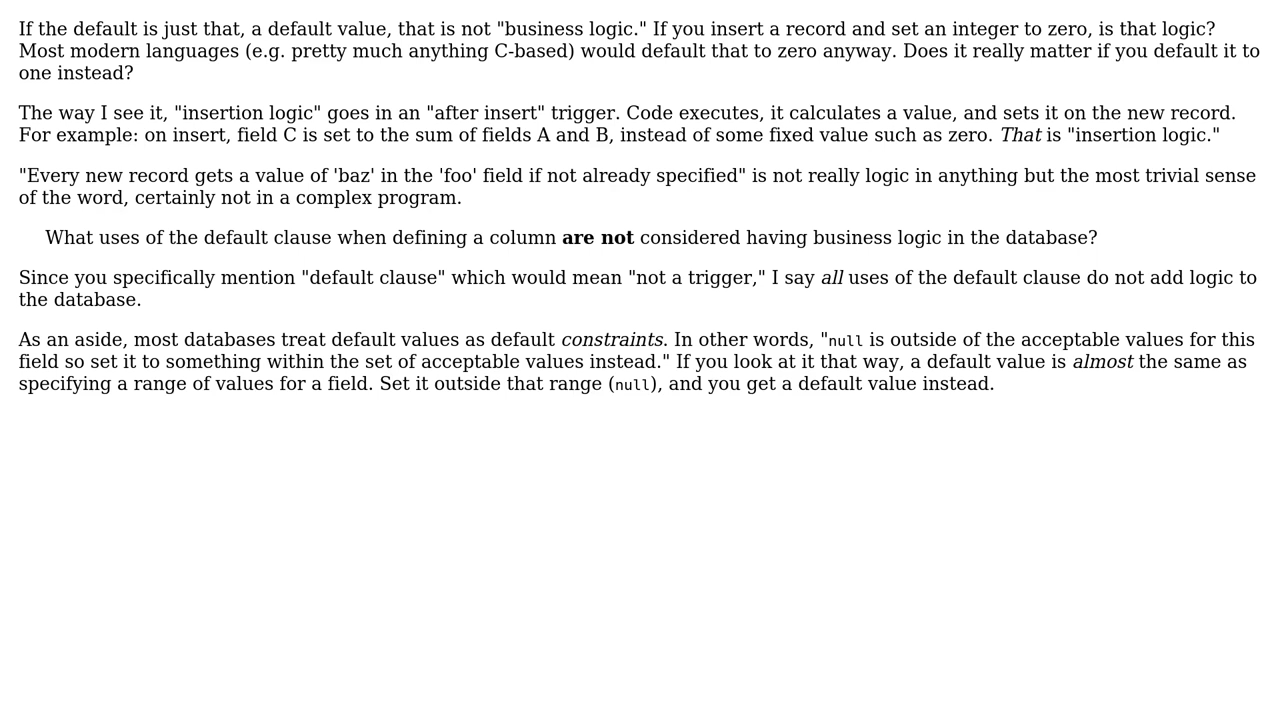 If the default is just that, a default value, that is not "business logic." If you insert a record and set an integer to zero, is that logic?
Most modern languages (e.g. pretty much anything C-based) would default that to zero anyway. Does it really matter if you default it to
one instead?
The way I see it, "insertion logic" goes in an "after insert" trigger. Code executes, it calculates a value, and sets it on the new record.
For example: on insert, field C is set to the sum of fields A and B, instead of some fixed value such as zero. That is "insertion logic."
"Every new record gets a value of 'baz' in the 'foo' field if not already specified" is not really logic in anything but the most trivial sense
of the word, certainly not in a complex program.
What uses of the default clause when defining a column are not considered having business logic in the database?
Since you specifically mention "default clause" which would mean "not a trigger," I say all uses of the default clause do not add logic to
the database.
As an aside, most databases treat default values as default constraints. In other words, "null is outside of the acceptable values for this
field so set it to something within the set of acceptable values instead." If you look at it that way, a default value is almost the same as
specifying a range of values for a field. Set it outside that range (null), and you get a default value instead.